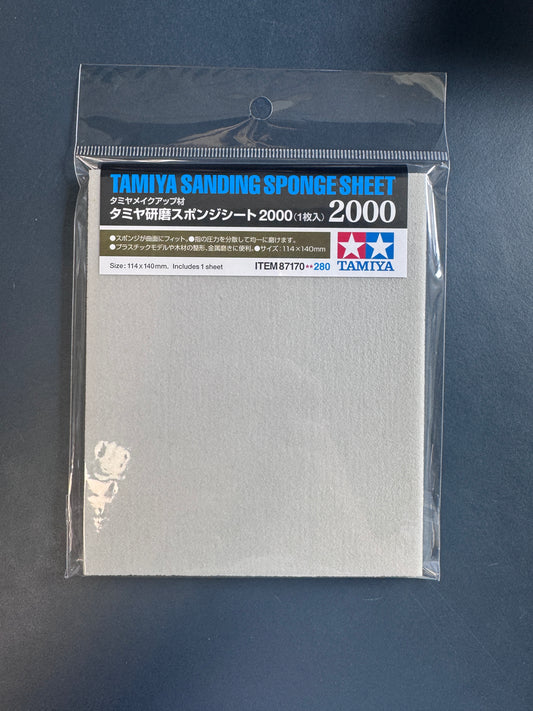 TAMIYA SANDING SPONGE SHEET
タミヤメイクアップ材
タミヤ研磨スポンジシート2000〈1枚入〉2000
●スポンジが曲面にフィット。●指の圧力を分散して均一に磨けます。
●プラスチックモデルや木材の整形、金属磨きに便利。●サイズ:114×140mm
Size: 114x140mm. Includes 1 sheet
ITEM 87170**280
TAMIYA